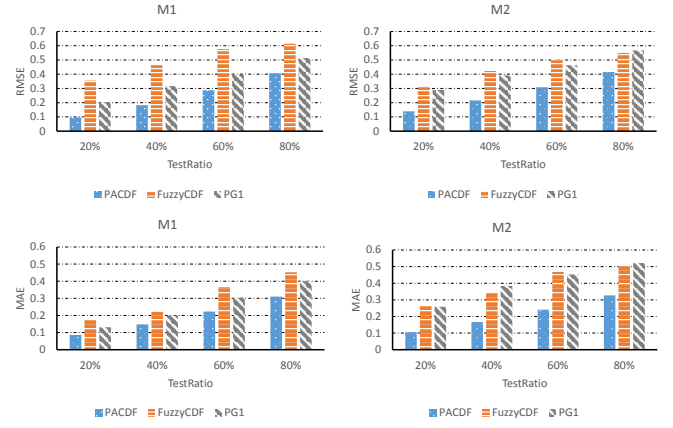 M1
0.7
0.6
0.5
0.4
0.3
0.2
0.1
0
RMSE
20% 40% 60% 80%
TestRatio
PACDF FuzzyCDF PG1
M2
0.7
0.6
0.5
0.4
0.3
0.2
0.1
0
RMSE
20% 40% 60% 80%
TestRatio
PACDF FuzzyCDF PG1
M1
0.6
0.5
0.4
0.3
0.2
0.1
0
MAE
20% 40% 60% 80%
TestRatio
PACDF FuzzyCDF PG1
M2
0.6
0.5
0.4
0.3
0.2
0.1
0
MAE
20% 40% 60% 80%
TestRatio
PACDF FuzzyCDF PG1